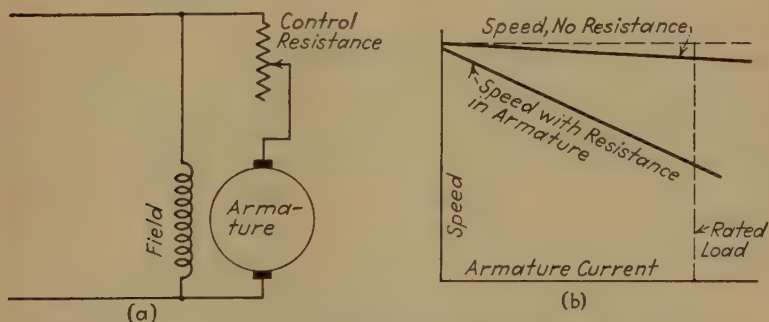 Control
Resistance
Field
Arma-
ture
(a)
Speed, No Resistance
Speed with Resistance
in Armature
Speed
Rated
Load
Armature Current
(b)